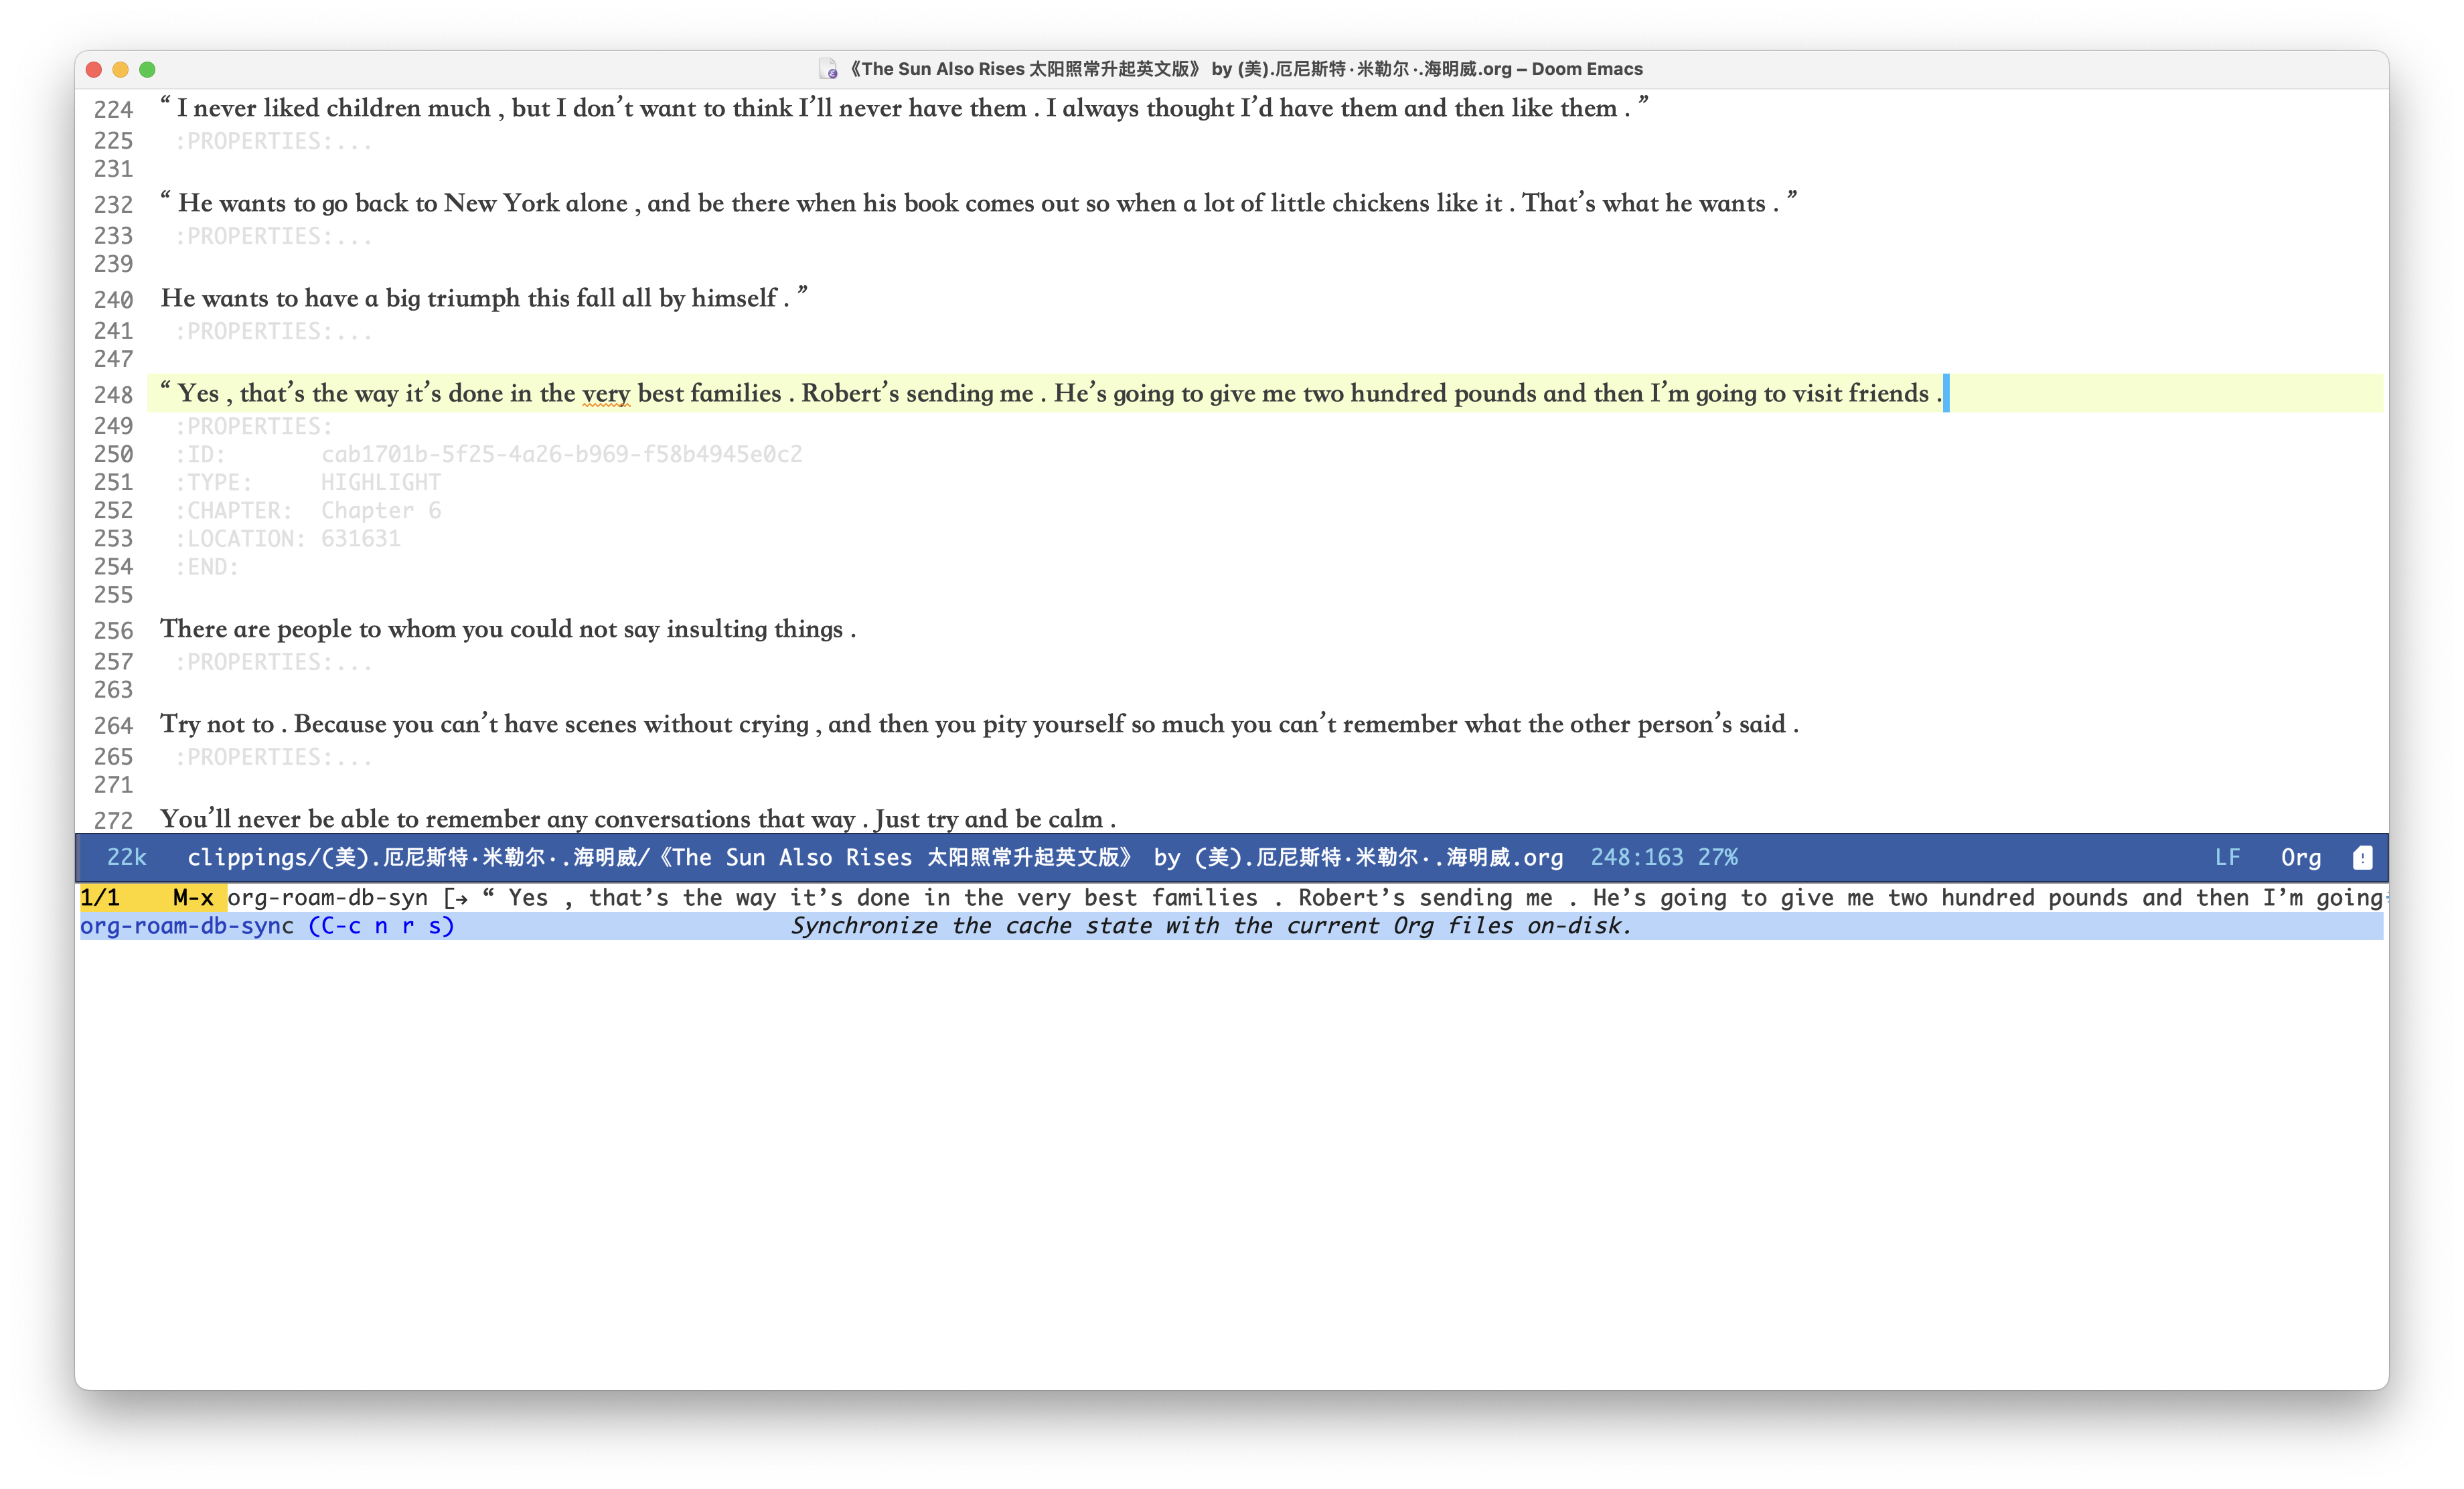 《The Sun Also Rises 太阳照常升起英文版》 by (美).厄尼斯特·米勒尔·.海明威.org – Doom Emacs
224 “ I never liked children much , but I don’t want to think I’ll never have them . I always thought I’d have them and then like them . ”
225 :PROPERTIES:...
231
232 “ He wants to go back to New York alone , and be there when his book comes out so when a lot of little chickens like it . That’s what he wants . ”
233 :PROPERTIES:...
239
240 He wants to have a big triumph this fall all by himself . ”
241 :PROPERTIES:...
247
248 “ Yes , that’s the way it’s done in the very best families . Robert’s sending me . He’s going to give me two hundred pounds and then I’m going to visit friends .
249 :PROPERTIES:
250 :ID: cab1701b-5f25-4a26-b969-f58b4945e0c2
251 :TYPE: HIGHLIGHT
252 :CHAPTER: Chapter 6
253 :LOCATION: 631631
254 :END:
255
256 There are people to whom you could not say insulting things .
257 :PROPERTIES:...
263
264 Try not to . Because you can’t have scenes without crying , and then you pity yourself so much you can’t remember what the other person’s said .
265 :PROPERTIES:...
271
272 You’ll never be able to remember any conversations that way . Just try and be calm .
22k clippings/(美).厄尼斯特·米勒尔·.海明威/《The Sun Also Rises 太阳照常升起英文版》 by (美).厄尼斯特·米勒尔·.海明威.org 248:163 27% LF Org
1/1 M-x org-roam-db-syn [→ “ Yes , that’s the way it’s done in the very best families . Robert’s sending me . He’s going to give me two hundred pounds and then I’m going
org-roam-db-sync (C-c n r s) Synchronize the cache state with the current Org files on-disk.